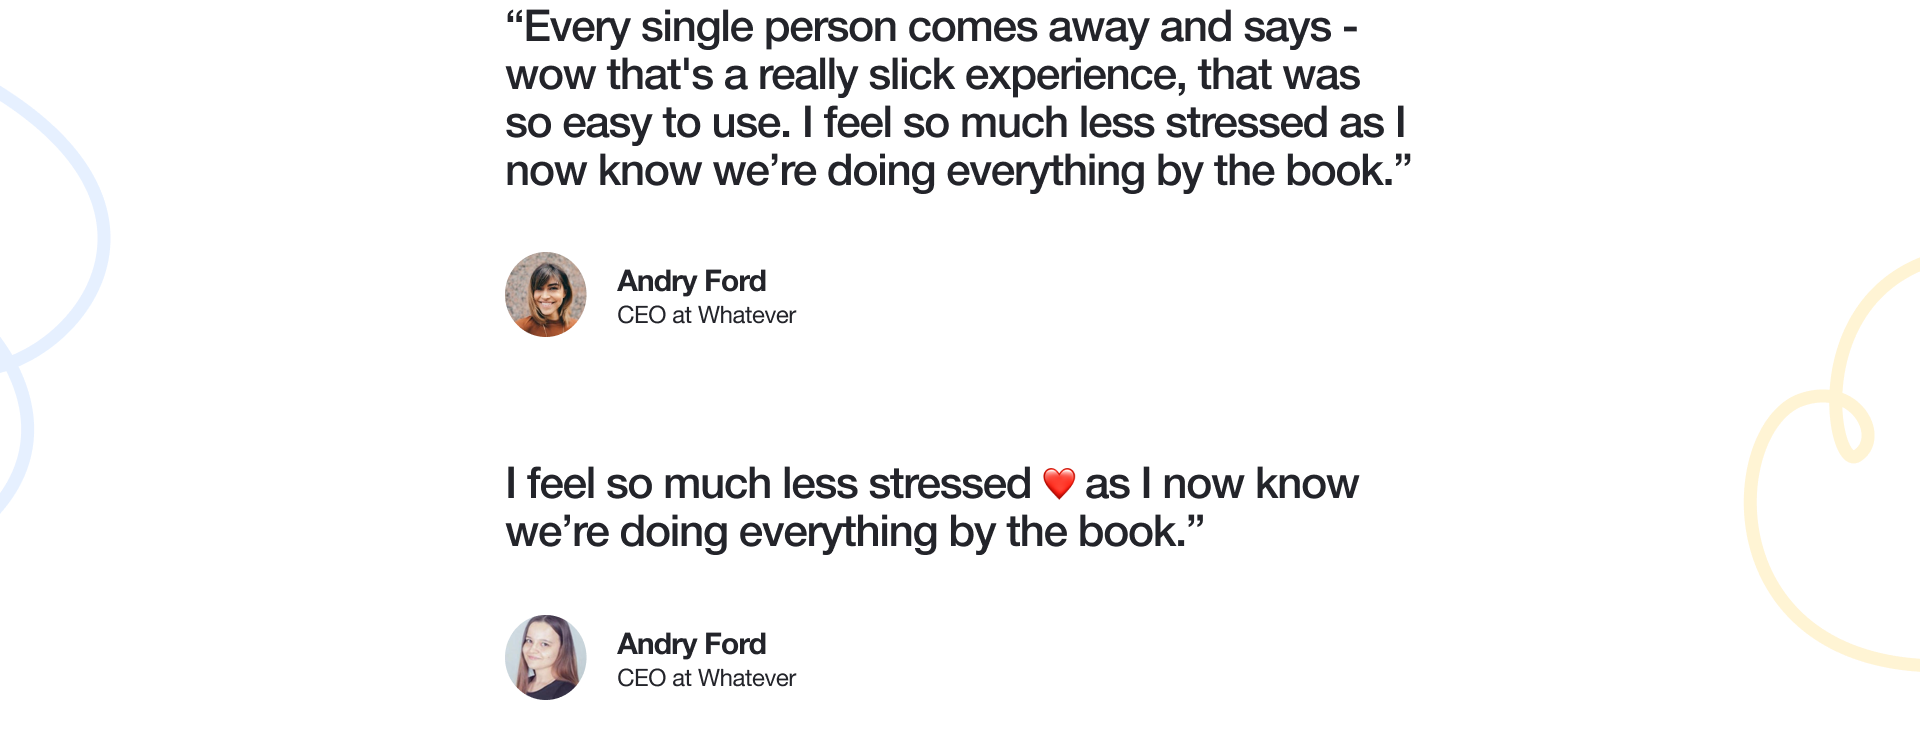 “Every single person comes away and says -
wow that's a really slick experience, that was
so easy to use. I feel so much less stressed as I
now know we’re doing everything by the book.”
Andry Ford
CEO at Whatever
I feel so much less stressed ❤️ as I now know
we’re doing everything by the book.”
Andry Ford
CEO at Whatever